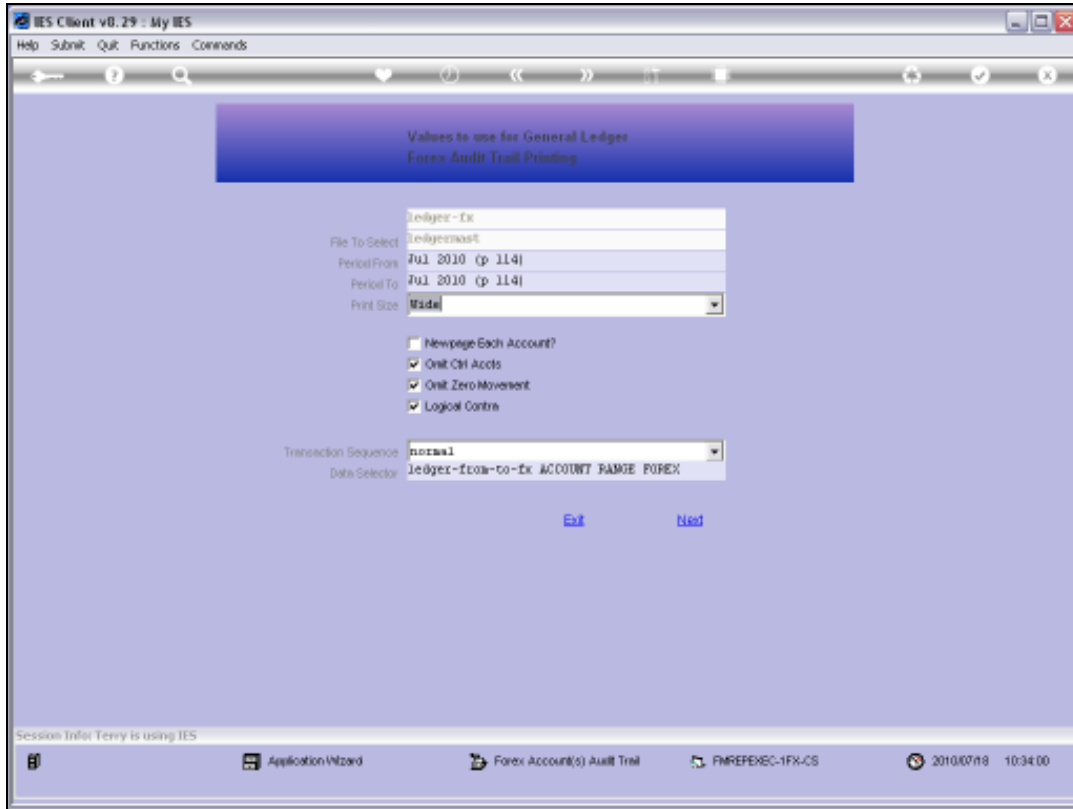 IES Client v8.29 : My IES
Help Submit Quit Functions Commands
Values to use for General Ledger
Forex Audit Trail Printing
ledger-fx
File To Select ledgermast
Period From Jul 2010 (p 114)
Period To Jul 2010 (p 114)
Print Size Wide
Newpage Each Account?
Omit Ctrl Accts
Omit Zero Movement
Logical Contra
Transaction Sequence normal
Data Selector ledger-from-to-fx ACCOUNT RANGE FOREX
Exit Next
Session Info: Terry is using IES
Application Wizard Forex Account(s) Audit Trail FMREPEXEC-1FX-CS 2010/07/18 10:34:00